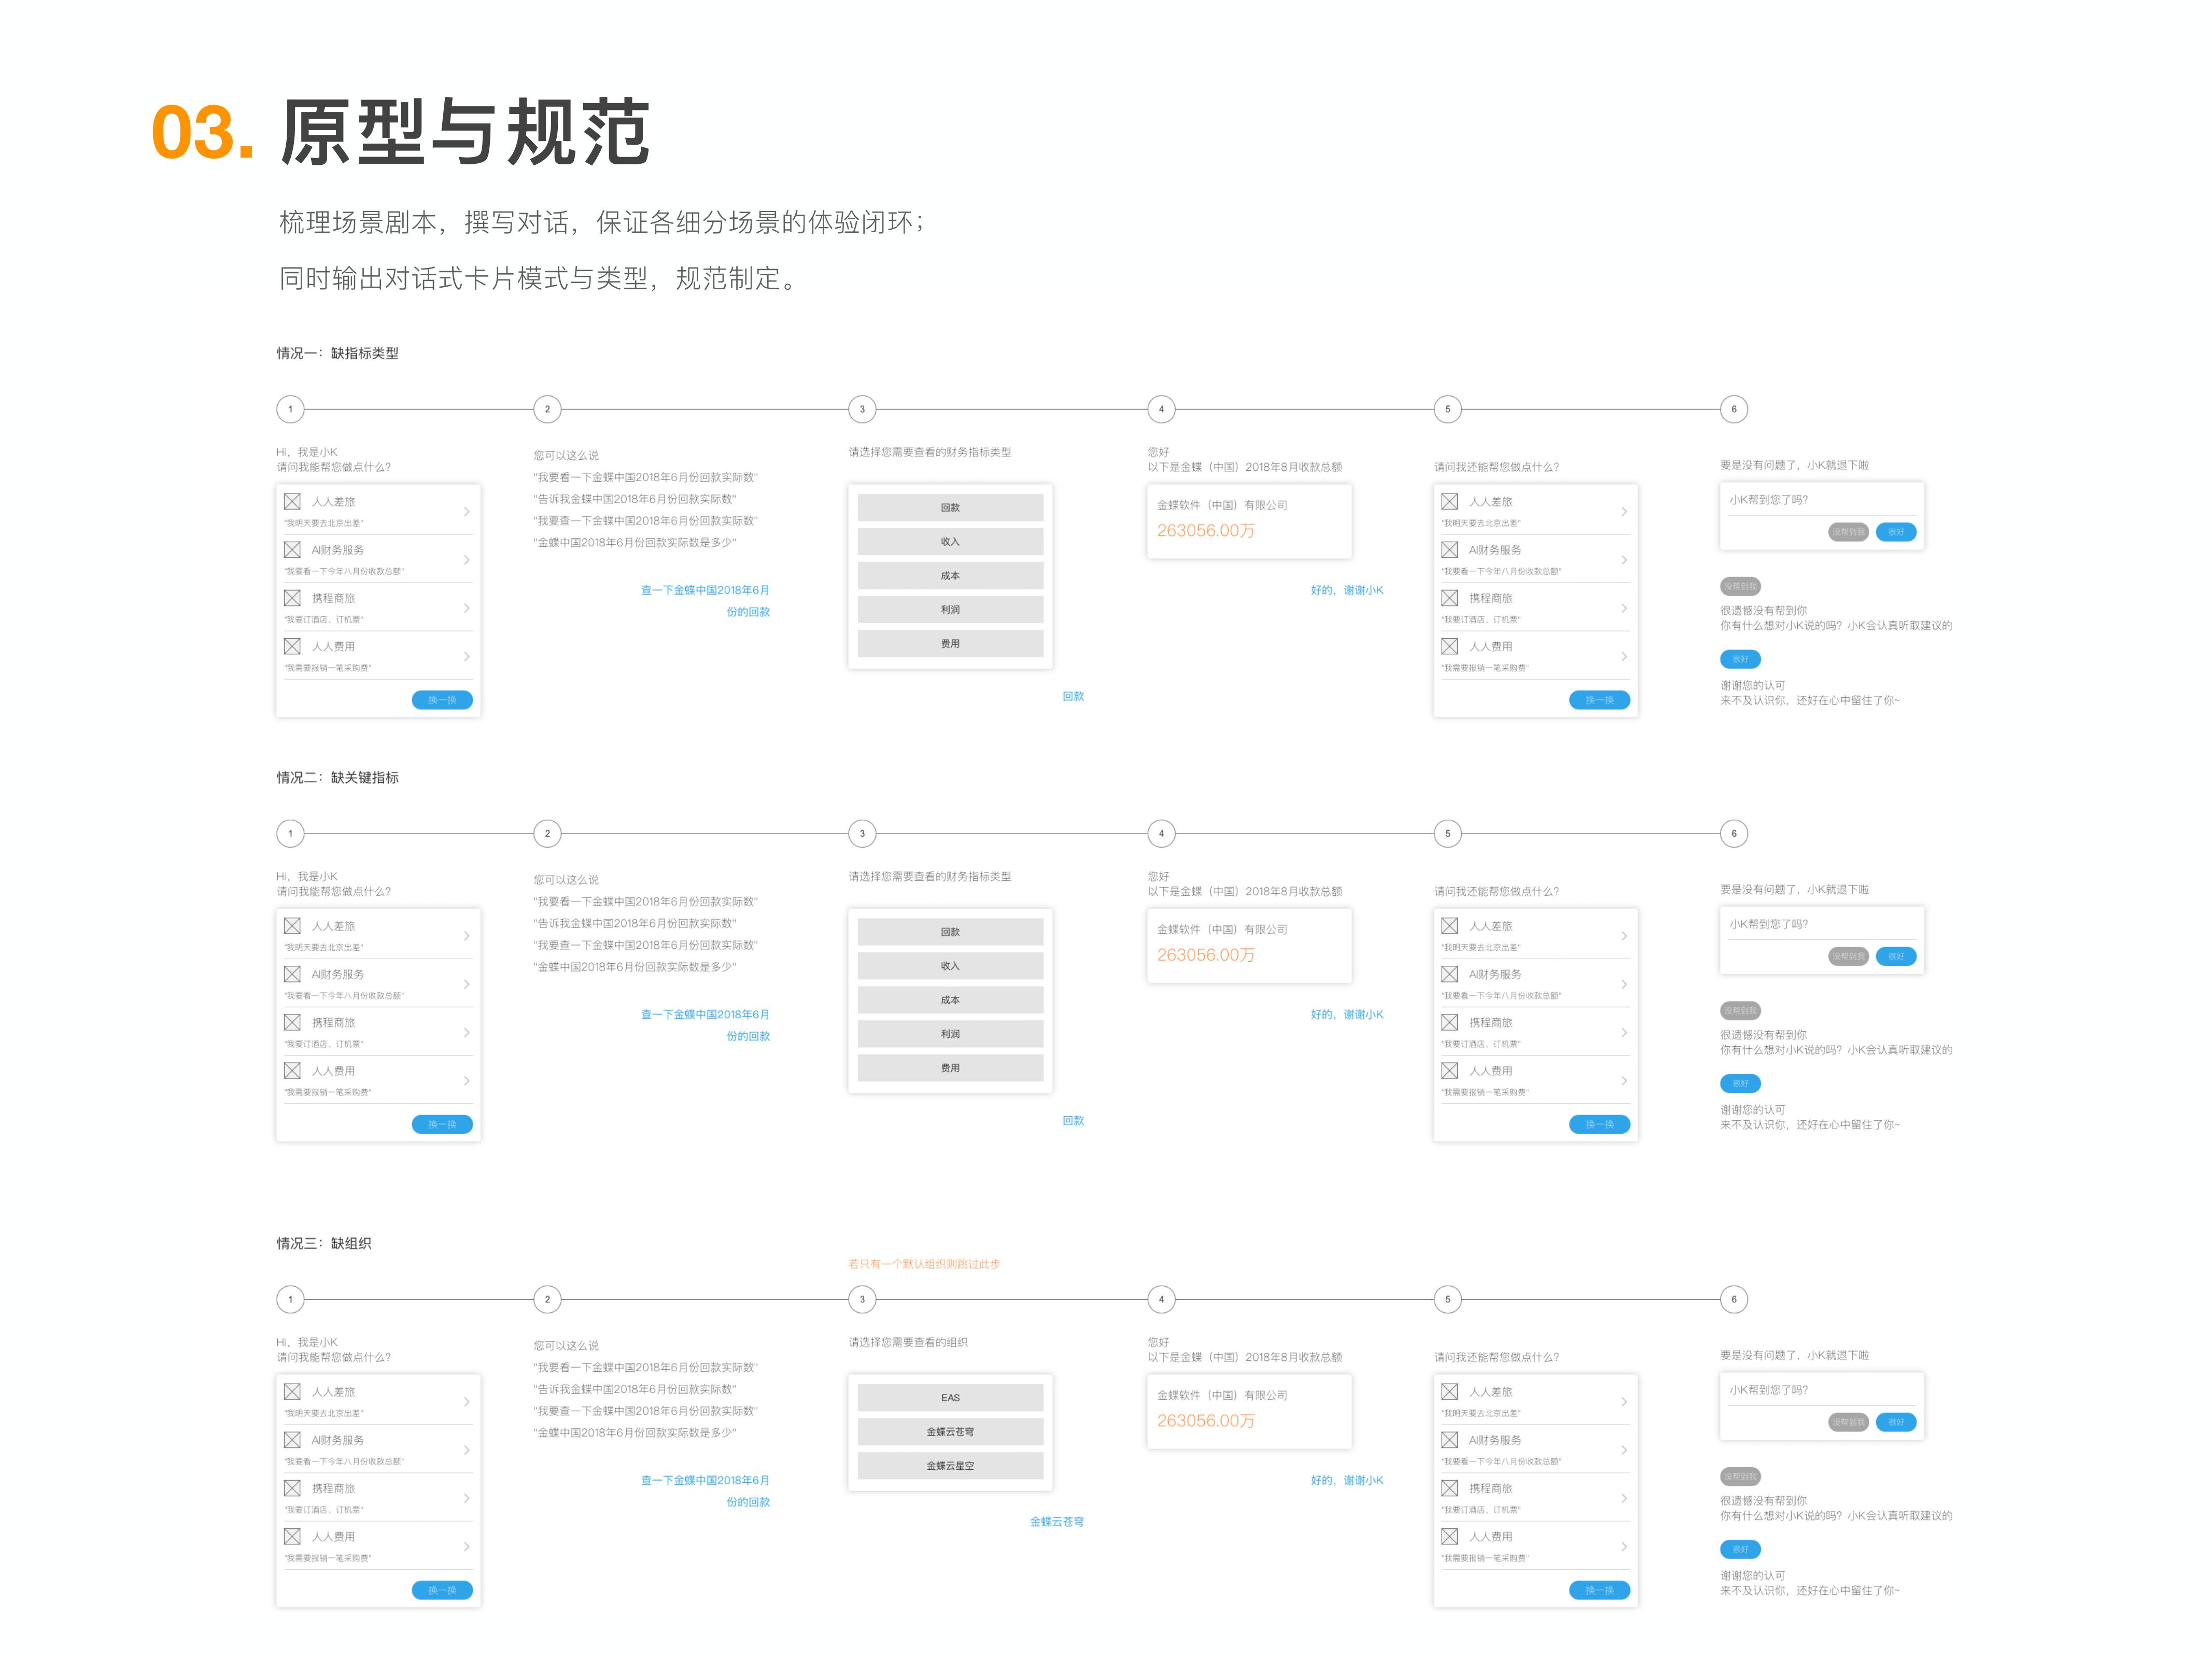 03. 原型与规范
梳理场景剧本，撰写对话，保证各细分场景的体验闭环；
同时输出对话式卡片模式与类型，规范制定。
情况一：缺指标类型
1
2
3
4
5
6
Hi，我是小K
请问我能帮您做点什么？
人人差旅
"我明天要去北京出差"
AI财务服务
"我要看一下今年八月份收款总额"
携程商旅
"我要订酒店、订机票"
人人费用
"我需要报销一笔采购费"
换一换
您可以这么说
"我要看一下金蝶中国2018年6月份回款实际数"
"告诉我金蝶中国2018年6月份回款实际数"
"我要查一下金蝶中国2018年6月份回款实际数"
"金蝶中国2018年6月份回款实际数是多少"
查一下金蝶中国2018年6月
份的回款
请选择您需要查看的财务指标类型
回款
收入
成本
利润
费用
回款
您好
以下是金蝶（中国）2018年8月收款总额
金蝶软件（中国）有限公司
263056.00万
好的，谢谢小K
请问我还能帮您做点什么？
人人差旅
"我明天要去北京出差"
AI财务服务
"我要看一下今年八月份收款总额"
携程商旅
"我要订酒店、订机票"
人人费用
"我需要报销一笔采购费"
换一换
要是没有问题了，小K就退下啦
小K帮到您了吗？
没帮到我 很好
没帮到我
很遗憾没有帮到你
你有什么想对小K说的吗？小K会认真听取建议的
很好
谢谢您的认可
来不及认识你，还好在心中留住了你~
情况二：缺关键指标
1
2
3
4
5
6
Hi，我是小K
请问我能帮您做点什么？
人人差旅
"我明天要去北京出差"
AI财务服务
"我要看一下今年八月份收款总额"
携程商旅
"我要订酒店、订机票"
人人费用
"我需要报销一笔采购费"
换一换
您可以这么说
"我要看一下金蝶中国2018年6月份回款实际数"
"告诉我金蝶中国2018年6月份回款实际数"
"我要查一下金蝶中国2018年6月份回款实际数"
"金蝶中国2018年6月份回款实际数是多少"
查一下金蝶中国2018年6月
份的回款
请选择您需要查看的财务指标类型
回款
收入
成本
利润
费用
回款
您好
以下是金蝶（中国）2018年8月收款总额
金蝶软件（中国）有限公司
263056.00万
好的，谢谢小K
请问我还能帮您做点什么？
人人差旅
"我明天要去北京出差"
AI财务服务
"我要看一下今年八月份收款总额"
携程商旅
"我要订酒店、订机票"
人人费用
"我需要报销一笔采购费"
换一换
要是没有问题了，小K就退下啦
小K帮到您了吗？
没帮到我 很好
没帮到我
很遗憾没有帮到你
你有什么想对小K说的吗？小K会认真听取建议的
很好
谢谢您的认可
来不及认识你，还好在心中留住了你~
情况三：缺组织
若只有一个默认组织则跳过此步
1
2
3
4
5
6
Hi，我是小K
请问我能帮您做点什么？
人人差旅
"我明天要去北京出差"
AI财务服务
"我要看一下今年八月份收款总额"
携程商旅
"我要订酒店、订机票"
人人费用
"我需要报销一笔采购费"
换一换
您可以这么说
"我要看一下金蝶中国2018年6月份回款实际数"
"告诉我金蝶中国2018年6月份回款实际数"
"我要查一下金蝶中国2018年6月份回款实际数"
"金蝶中国2018年6月份回款实际数是多少"
查一下金蝶中国2018年6月
份的回款
请选择您需要查看的组织
EAS
金蝶云苍穹
金蝶云星空
金蝶云苍穹
您好
以下是金蝶（中国）2018年8月收款总额
金蝶软件（中国）有限公司
263056.00万
好的，谢谢小K
请问我还能帮您做点什么？
人人差旅
"我明天要去北京出差"
AI财务服务
"我要看一下今年八月份收款总额"
携程商旅
"我要订酒店、订机票"
人人费用
"我需要报销一笔采购费"
换一换
要是没有问题了，小K就退下啦
小K帮到您了吗？
没帮到我 很好
没帮到我
很遗憾没有帮到你
你有什么想对小K说的吗？小K会认真听取建议的
很好
谢谢您的认可
来不及认识你，还好在心中留住了你~